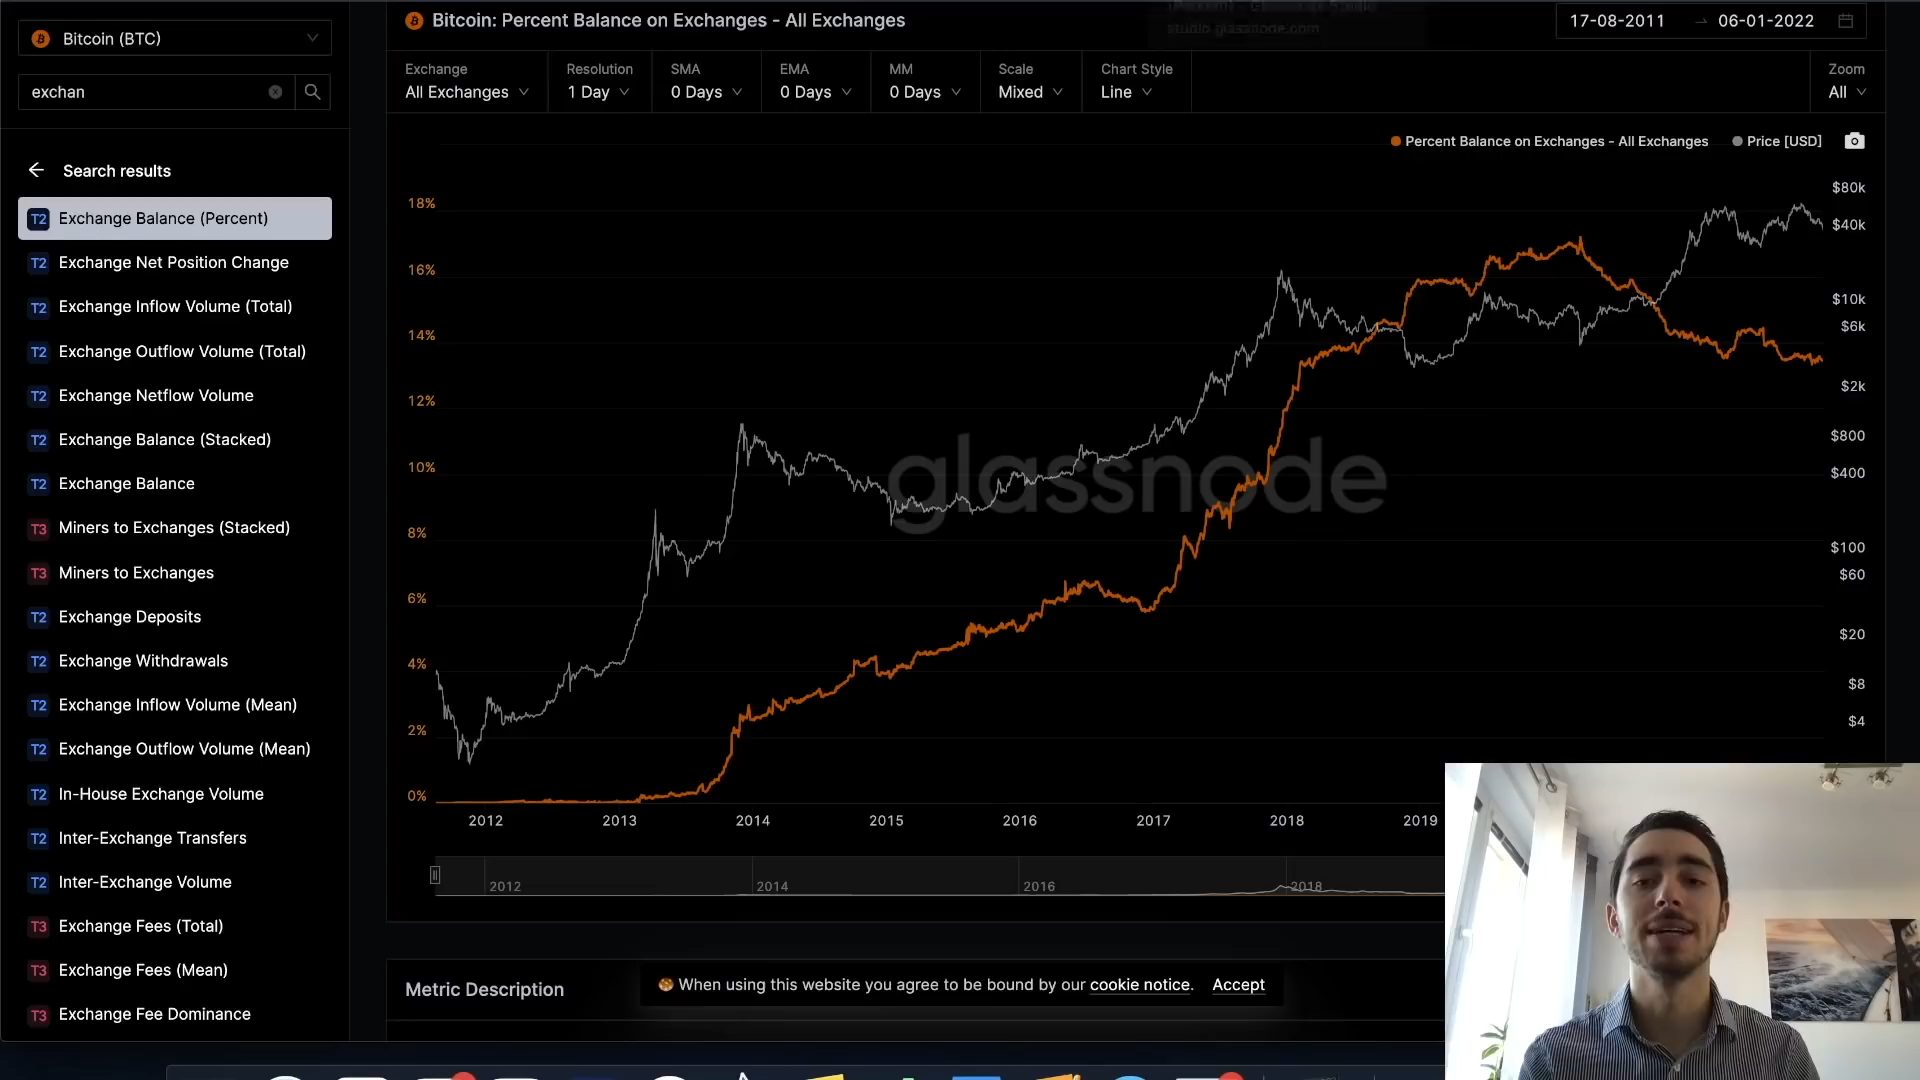 Bitcoin: Percent Balance on Exchanges - All Exchanges
studio.glassnode.com
17-08-2011 → 06-01-2022
Bitcoin (BTC)
exchan
Exchange
All Exchanges
Resolution
1 Day
SMA
0 Days
EMA
0 Days
MM
0 Days
Scale
Mixed
Chart Style
Line
Zoom
All
Percent Balance on Exchanges - All Exchanges
Price [USD]
Search results
T2 Exchange Balance (Percent)
T2 Exchange Net Position Change
T2 Exchange Inflow Volume (Total)
T2 Exchange Outflow Volume (Total)
T2 Exchange Netflow Volume
T2 Exchange Balance (Stacked)
T2 Exchange Balance
T3 Miners to Exchanges (Stacked)
T3 Miners to Exchanges
T2 Exchange Deposits
T2 Exchange Withdrawals
T2 Exchange Inflow Volume (Mean)
T2 Exchange Outflow Volume (Mean)
T2 In-House Exchange Volume
T2 Inter-Exchange Transfers
T2 Inter-Exchange Volume
T3 Exchange Fees (Total)
T3 Exchange Fees (Mean)
T3 Exchange Fee Dominance
18%
16%
14%
12%
10%
8%
6%
4%
2%
0%
glassnode
$80k
$40k
$10k
$6k
$2k
$800
$400
$100
$60
$20
$8
$4
2012
2013
2014
2015
2016
2017
2018
2019
2012
2014
2016
2018
Metric Description
When using this website you agree to be bound by our cookie notice. Accept